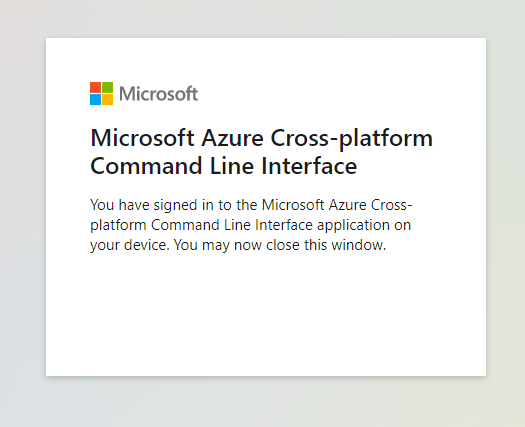 Microsoft
Microsoft Azure Cross-platform
Command Line Interface
You have signed in to the Microsoft Azure Cross-
platform Command Line Interface application on
your device. You may now close this window.